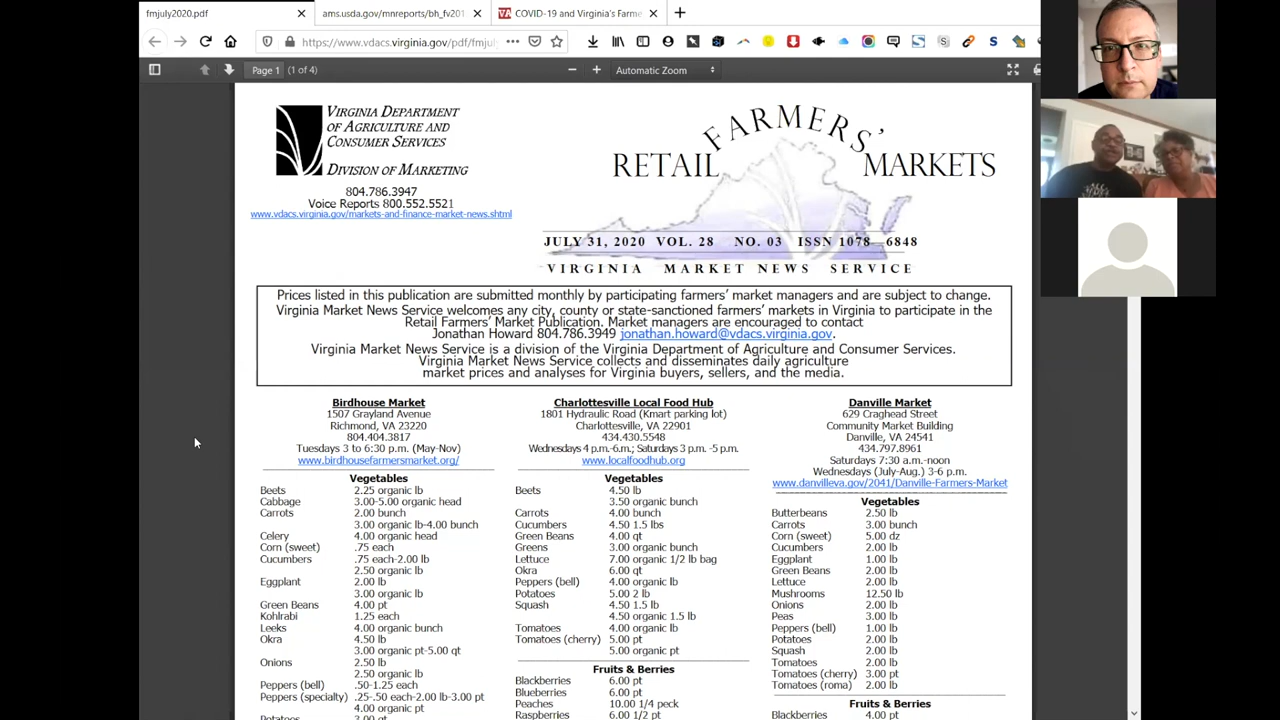 fmjuly2020.pdf
ams.usda.gov/mnreports/bh_fv201
COVID-19 and Virginia's Farme
https://www.vdacs.virginia.gov/pdf/fmju
Page 1 (1 of 4)
Automatic Zoom
VIRGINIA DEPARTMENT
OF AGRICULTURE AND
CONSUMER SERVICES
DIVISION OF MARKETING
804.786.3947
Voice Reports 800.552.5521
www.vdacs.virginia.gov/markets-and-finance-market-news.shtml
RETAIL FARMERS' MARKETS
JULY 31, 2020 VOL. 28 NO. 03 ISSN 1078-6848
VIRGINIA MARKET NEWS SERVICE
Prices listed in this publication are submitted monthly by participating farmers' market managers and are subject to change.
Virginia Market News Service welcomes any city, county or state-sanctioned farmers' markets in Virginia to participate in the
Retail Farmers' Market Publication. Market managers are encouraged to contact
Jonathan Howard 804.786.3949 jonathan.howard@vdacs.virginia.gov.
Virginia Market News Service is a division of the Virginia Department of Agriculture and Consumer Services.
Virginia Market News Service collects and disseminates daily agriculture
market prices and analyses for Virginia buyers, sellers, and the media.
Birdhouse Market
1507 Grayland Avenue
Richmond, VA 23220
804.404.3817
Tuesdays 3 to 6:30 p.m. (May-Nov)
www.birdhousefarmersmarket.org/
Vegetables
Beets 2.25 organic lb
Cabbage 3.00-5.00 organic head
Carrots 2.00 bunch
3.00 organic lb-4.00 bunch
Celery 4.00 organic head
Corn (sweet) .75 each
Cucumbers .75 each-2.00 lb
2.50 organic lb
Eggplant 2.00 lb
3.00 organic lb
Green Beans 4.00 pt
Kohlrabi 1.25 each
Leeks 4.00 organic bunch
Okra 4.50 lb
3.00 organic pt-5.00 qt
Onions 2.50 lb
2.50 organic lb
Peppers (bell) .50-1.25 each
Peppers (specialty) .25-.50 each-2.00 lb-3.00 pt
4.00 organic pt
Potatoes 3.00 qt
Charlottesville Local Food Hub
1801 Hydraulic Road (Kmart parking lot)
Charlottesville, VA 22901
434.430.5548
Wednesdays 4 p.m.-6.m.; Saturdays 3 p.m. -5 p.m.
www.localfoodhub.org
Vegetables
Beets 4.50 lb
3.50 organic bunch
Carrots 4.00 bunch
Cucumbers 4.50 1.5 lbs
Green Beans 4.00 qt
Greens 3.00 organic bunch
Lettuce 7.00 organic 1/2 lb bag
Okra 6.00 qt
Peppers (bell) 4.00 organic lb
Potatoes 5.00 2 lb
Squash 4.50 1.5 lb
4.50 organic 1.5 lb
Tomatoes 4.00 organic lb
Tomatoes (cherry) 5.00 pt
5.00 organic pt
Fruits & Berries
Blackberries 6.00 pt
Blueberries 6.00 pt
Peaches 10.00 1/4 peck
Raspberries 6.00 1/2 pt
Danville Market
629 Craghead Street
Community Market Building
Danville, VA 24541
434.797.8961
Saturdays 7:30 a.m.-noon
Wednesdays (July-Aug.) 3-6 p.m.
www.danvilleva.gov/2041/Danville-Farmers-Market
Vegetables
Butterbeans 2.50 lb
Carrots 3.00 bunch
Corn (sweet) 5.00 dz
Cucumbers 2.00 lb
Eggplant 1.00 lb
Green Beans 2.00 lb
Lettuce 2.00 lb
Mushrooms 12.50 lb
Onions 2.00 lb
Peas 3.00 lb
Peppers (bell) 1.00 lb
Potatoes 2.00 lb
Squash 2.00 lb
Tomatoes 2.00 lb
Tomatoes (cherry) 3.00 pt
Tomatoes (roma) 2.00 lb
Fruits & Berries
Blackberries 4.00 pt